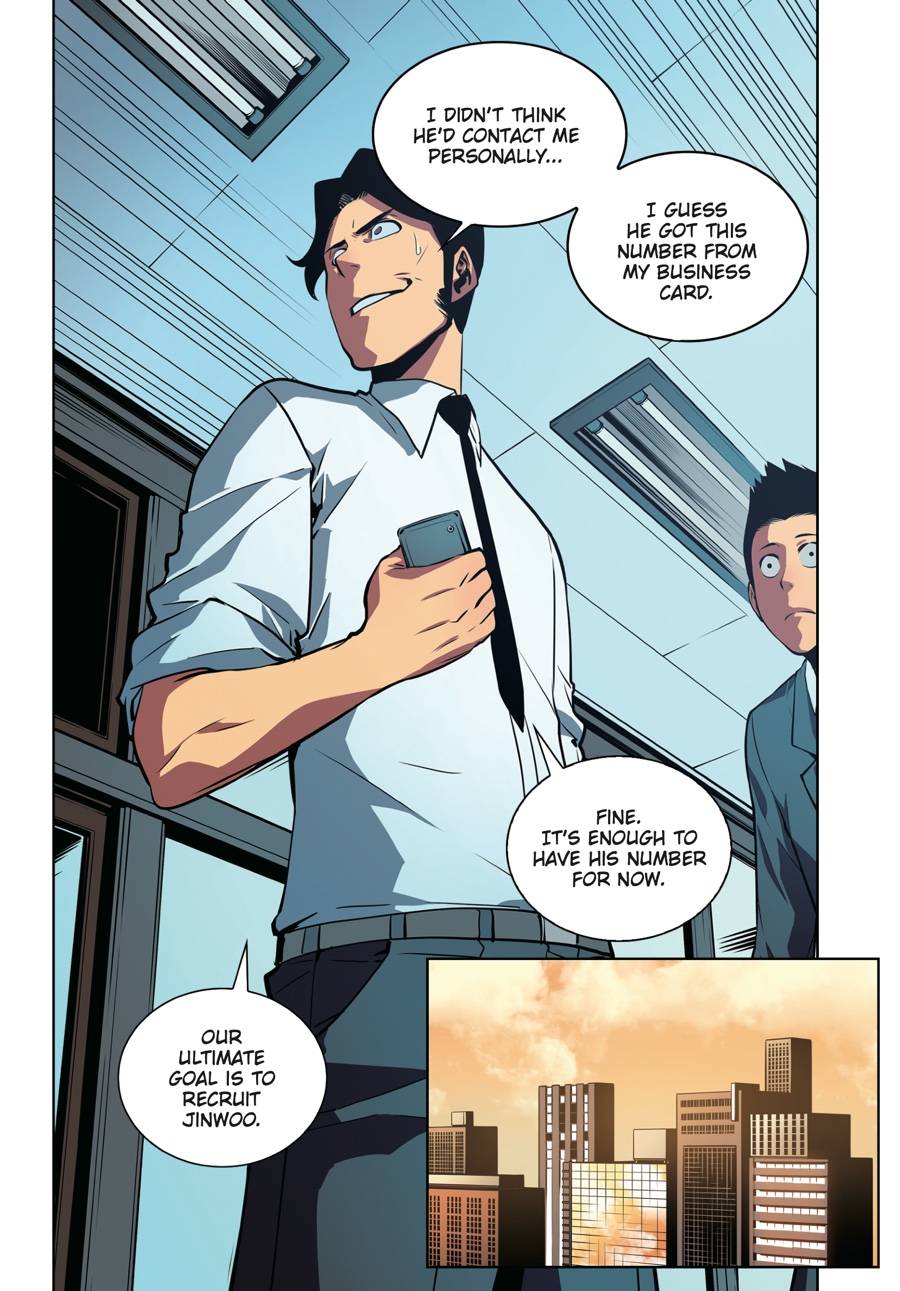 I DIDN'T THINK
HE'D CONTACT ME
PERSONALLY...
I GUESS
HE GOT THIS
NUMBER FROM
MY BUSINESS
CARD.
FINE.
IT'S ENOUGH TO
HAVE HIS NUMBER
FOR NOW.
OUR
ULTIMATE
GOAL IS TO
RECRUIT
JINWOO.